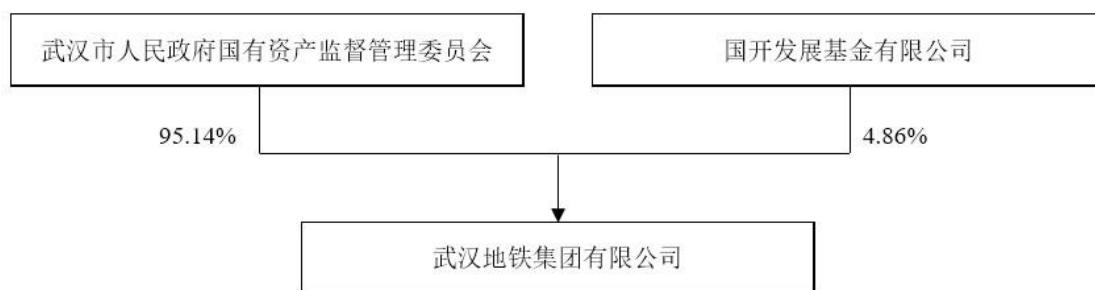 武汉市人民政府国有资产监督管理委员会
国开发展基金有限公司
95.14%
4.86%
武汉地铁集团有限公司